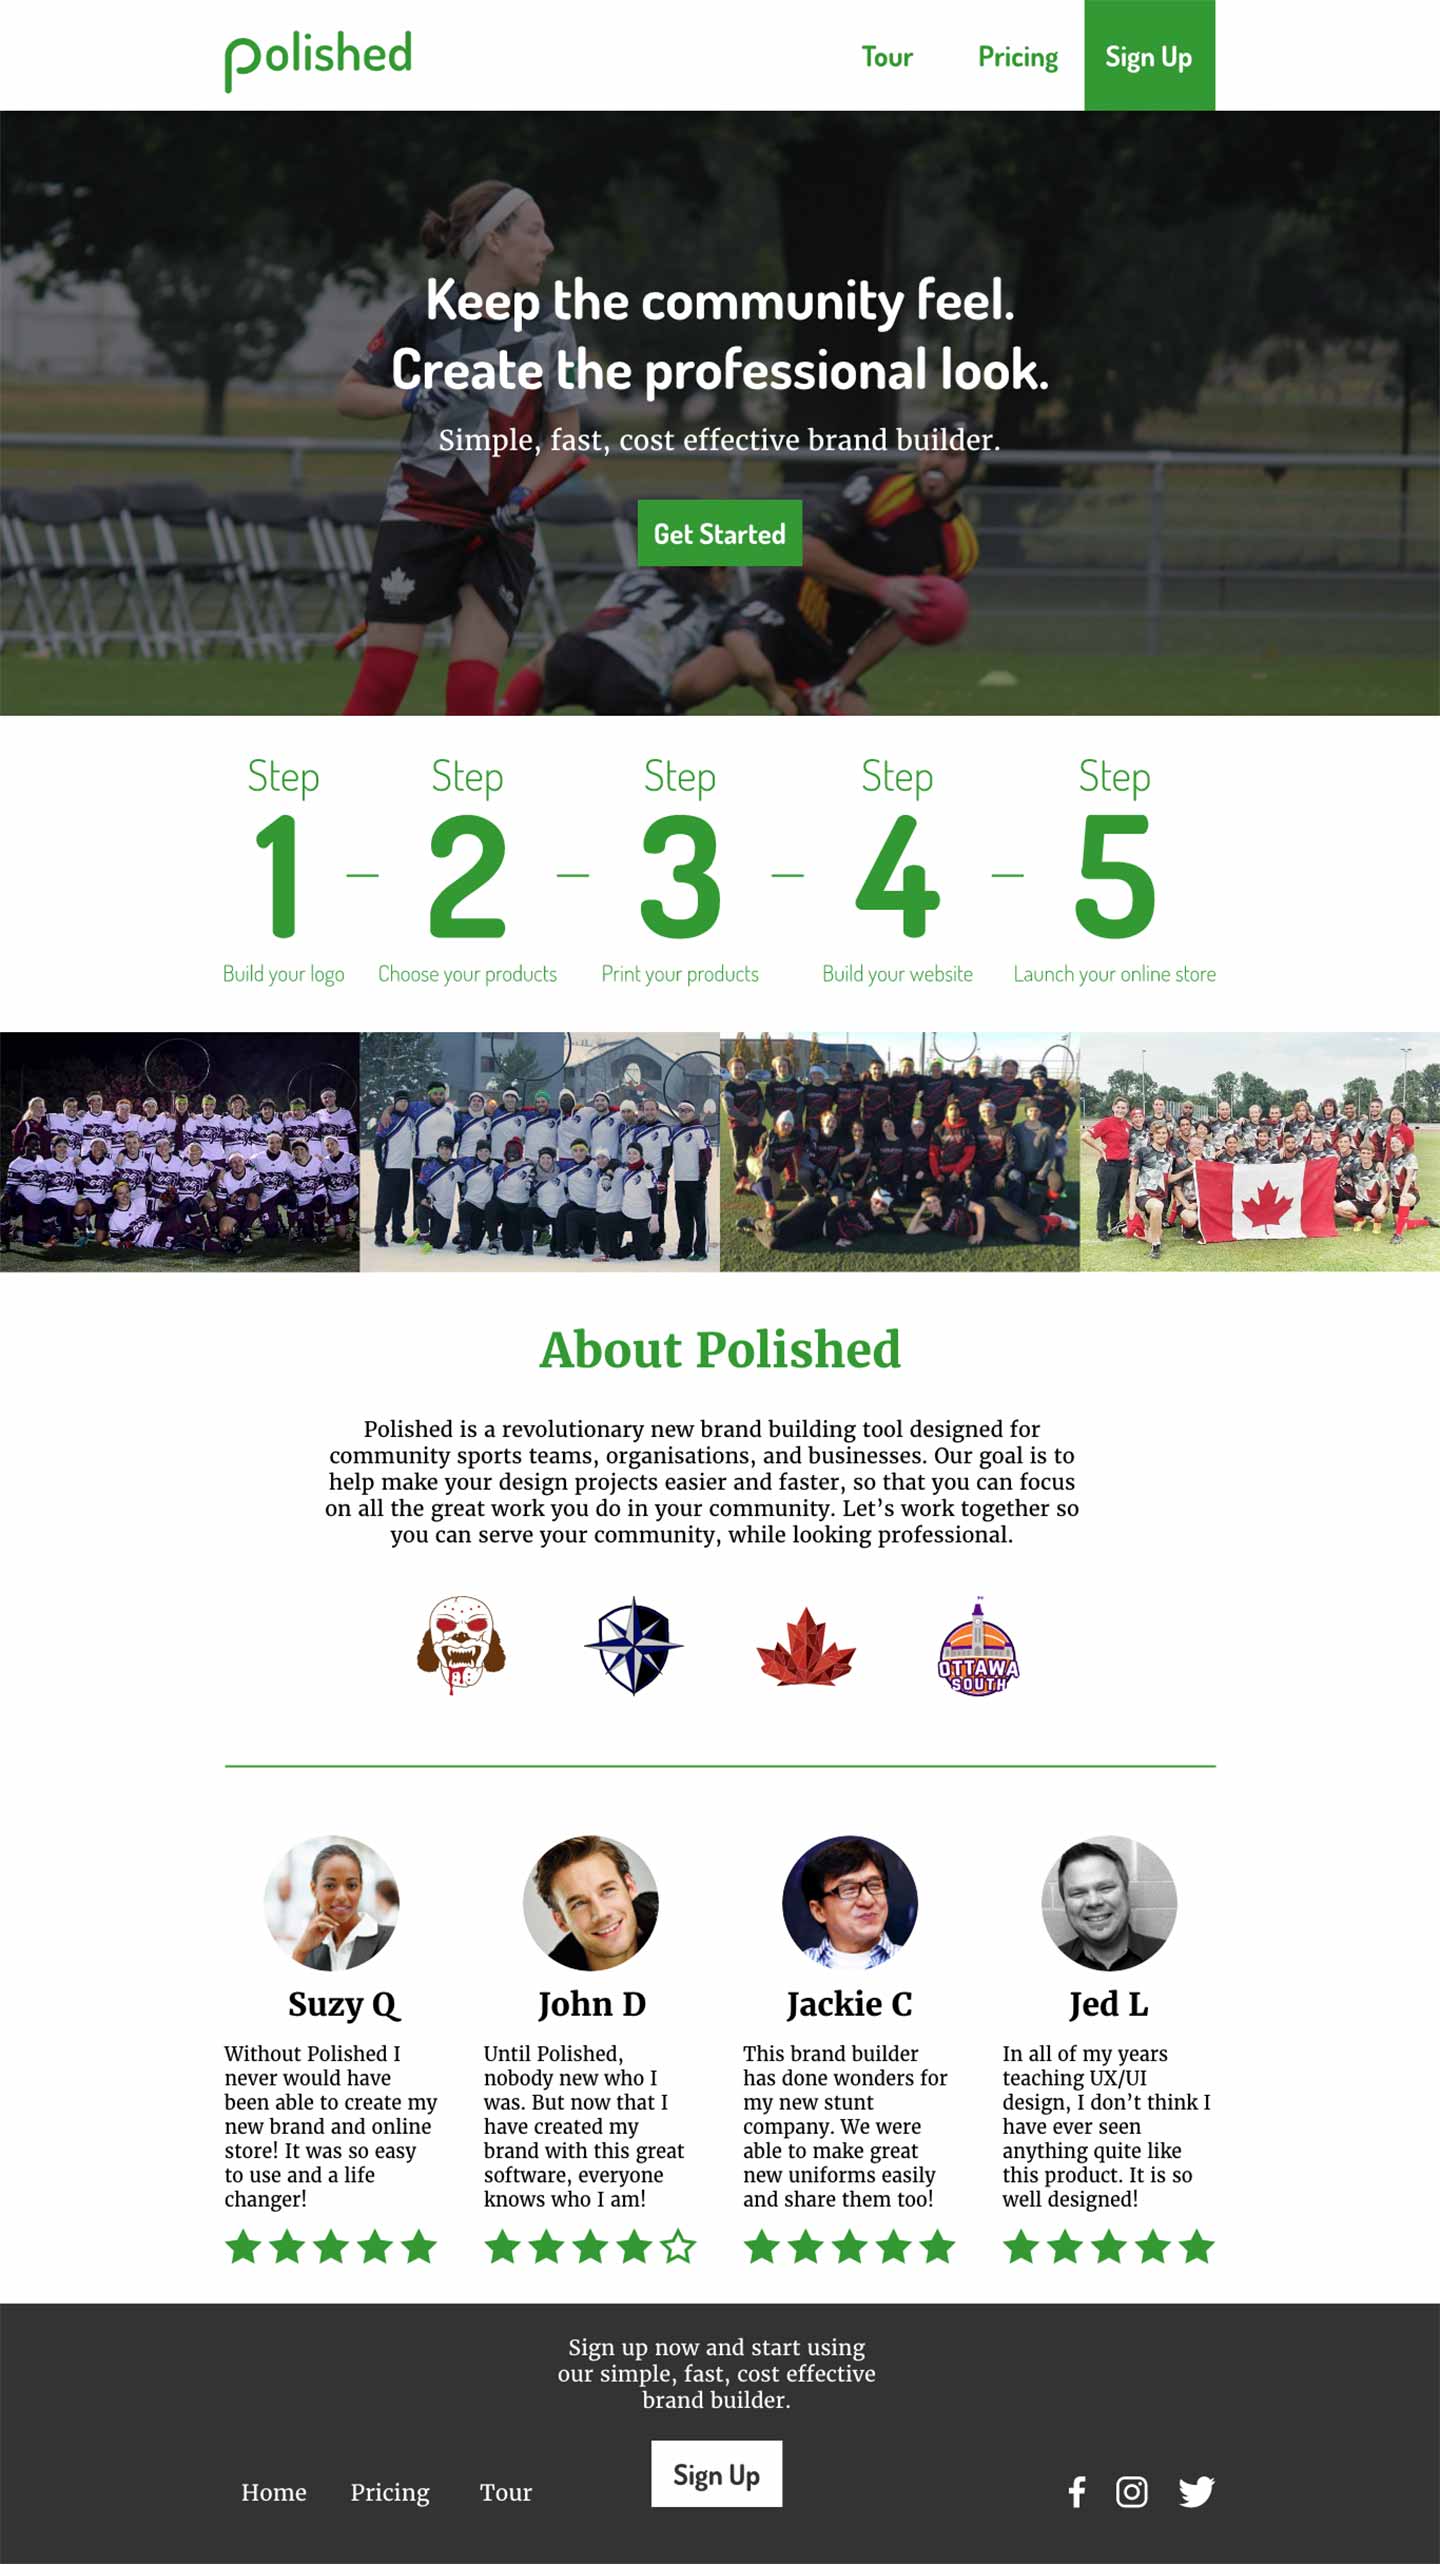 polished
Tour
Pricing
Sign Up
Keep the community feel.
Create the professional look.
Simple, fast, cost effective brand builder.
Get Started
Step
Step
Step
Step
Step
1 – 2 – 3 – 4 – 5
Build your logo
Choose your products
Print your products
Build your website
Launch your online store
About Polished
Polished is a revolutionary new brand building tool designed for
community sports teams, organisations, and businesses. Our goal is to
help make your design projects easier and faster, so that you can focus
on all the great work you do in your community. Let’s work together so
you can serve your community, while looking professional.
OTTAWA
SOUTH
Suzy Q
Without Polished I
never would have
been able to create my
new brand and online
store! It was so easy
to use and a life
changer!
John D
Until Polished,
nobody new who I
was. But now that I
have created my
brand with this great
software, everyone
knows who I am!
Jackie C
This brand builder
has done wonders for
my new stunt
company. We were
able to make great
new uniforms easily
and share them too!
Jed L
In all of my years
teaching UX/UI
design, I don’t think I
have ever seen
anything quite like
this product. It is so
well designed!
Sign up now and start using
our simple, fast, cost effective
brand builder.
Sign Up
Home
Pricing
Tour